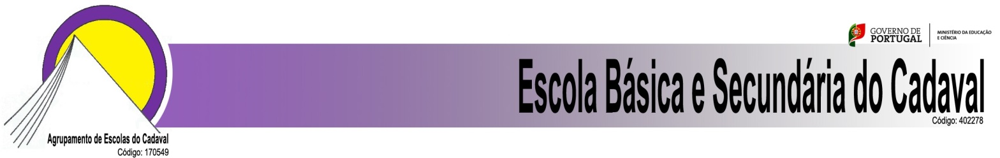 GOVERNO DE
PORTUGAL
MINISTÉRIO DA EDUCAÇÃO
E CIÊNCIA
Escola Básica e Secundária do Cadaval
Código: 402278
Agrupamento de Escolas do Cadaval
Código: 170549